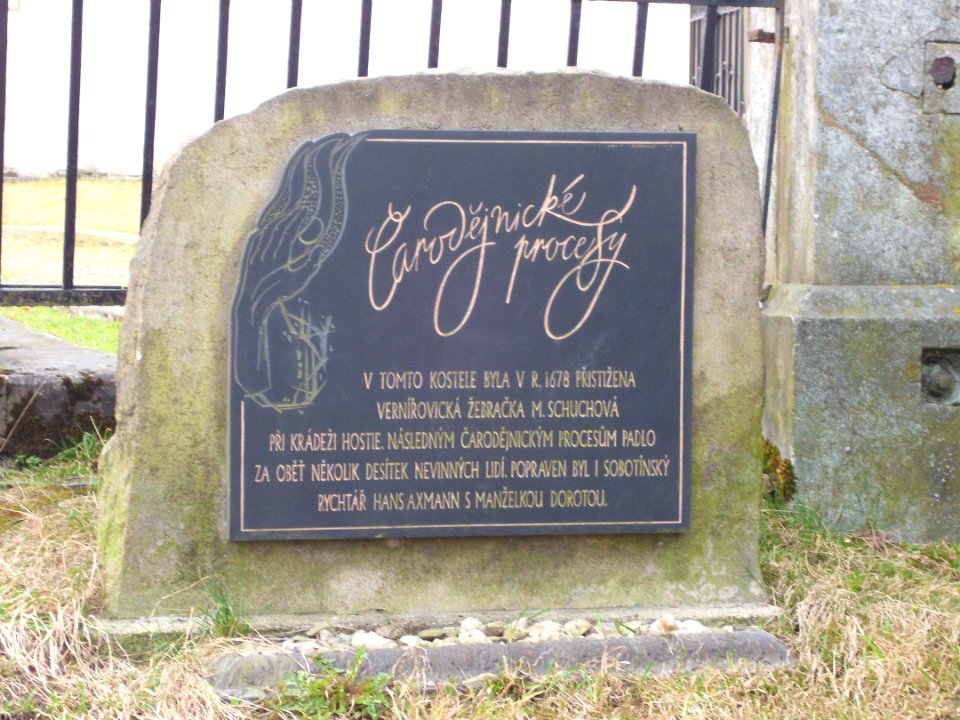 Čarodějnické
procesy
V TOMTO KOSTELE BYLA V R. 1678 PŘISTIŽENA
VERNÍŘOVICKÁ ŽEBRAČKA M. SCHUCHOVÁ
PŘI KRÁDEŽI HOSTIE. NÁSLEDNÝM ČARODĚJNICKÝM PROCESŮM PADLO
ZA OBĚŤ NĚKOLIK DESÍTEK NEVINNÝCH LIDÍ. POPRAVEN BYL I SOBOTÍNSKÝ
RYCHTÁŘ HANS AXMANN S MANŽELKOU DOROTOU.